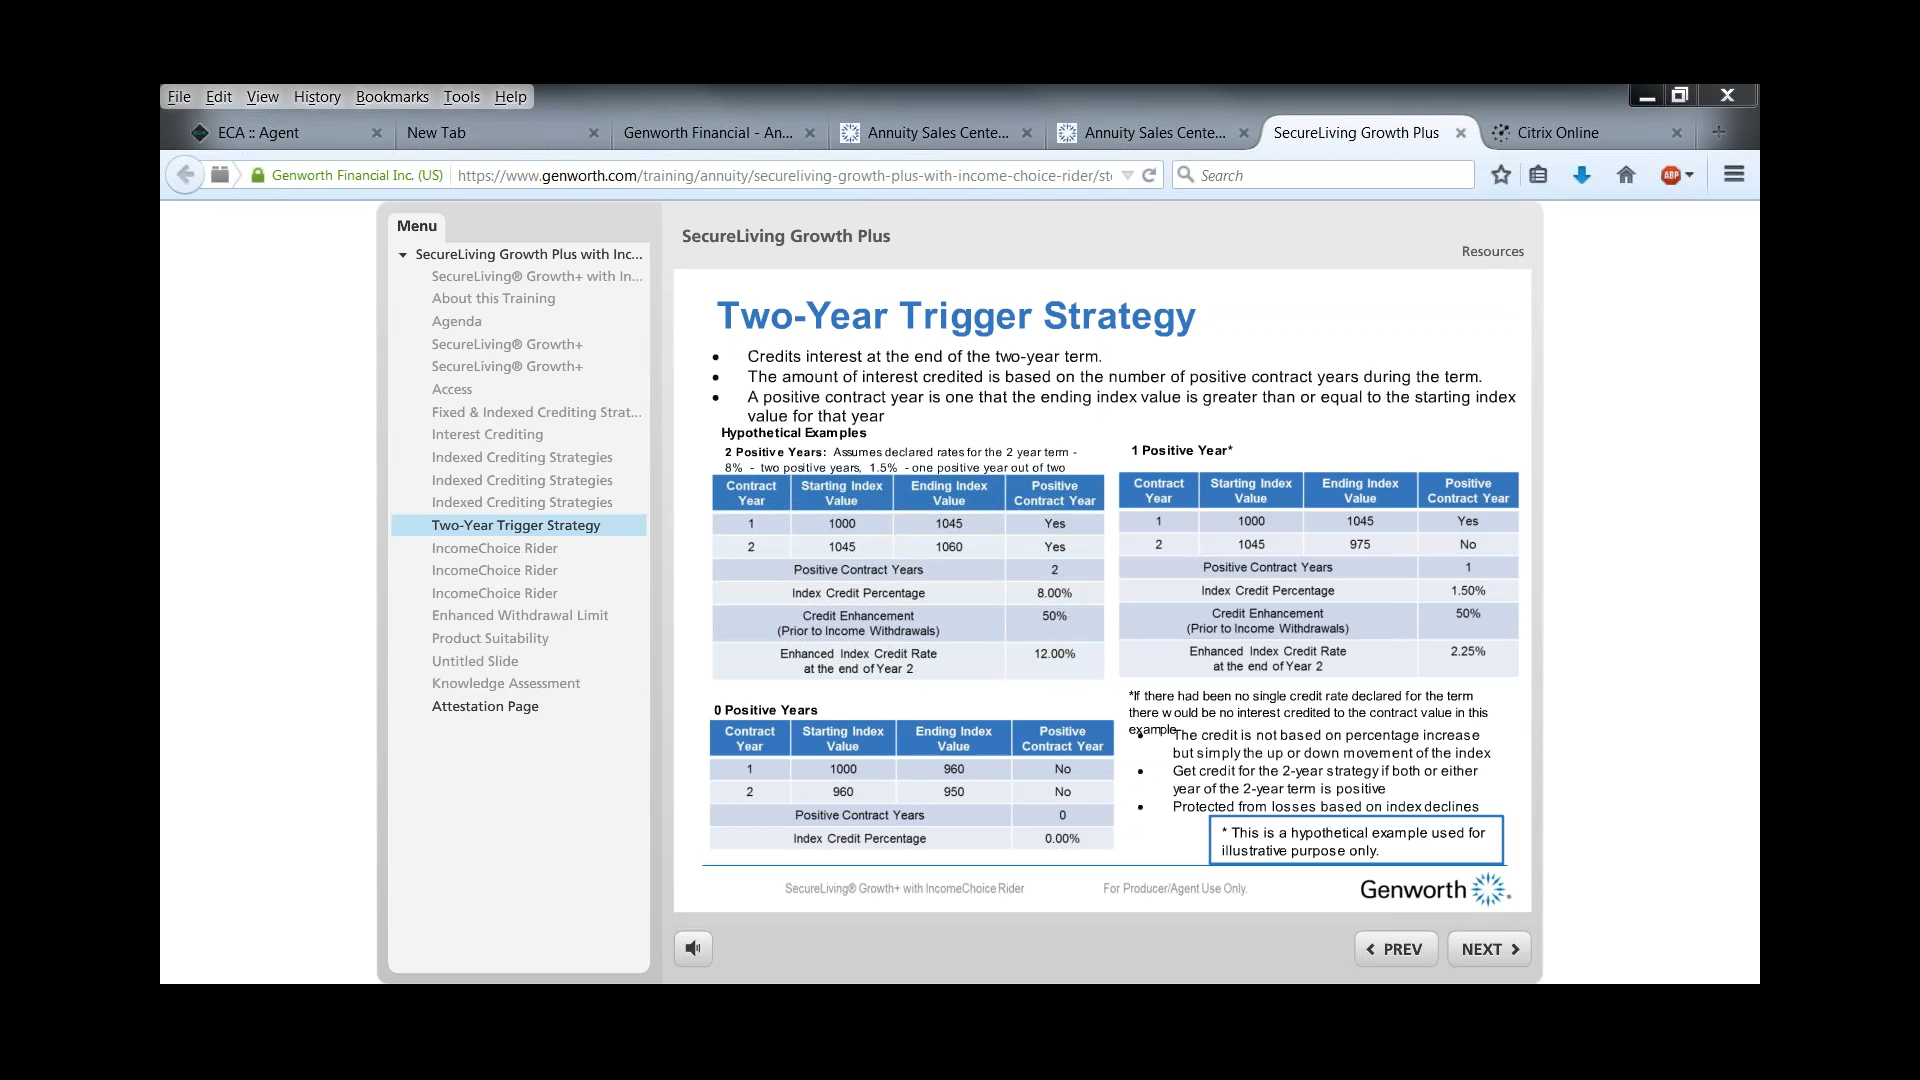 File Edit View History Bookmarks Tools Help
ECA :: Agent
New Tab
Genworth Financial - An...
Annuity Sales Cente...
Annuity Sales Cente...
SecureLiving Growth Plus
Citrix Online
Genworth Financial Inc. (US)
https://www.genworth.com/training/annuity/secureliving-growth-plus-with-income-choice-rider/st
Search
ABP
Menu
SecureLiving Growth Plus with Inc...
SecureLiving® Growth+ with In...
About this Training
Agenda
SecureLiving® Growth+
SecureLiving® Growth+
Access
Fixed & Indexed Crediting Strat...
Interest Crediting
Indexed Crediting Strategies
Indexed Crediting Strategies
Indexed Crediting Strategies
Two-Year Trigger Strategy
IncomeChoice Rider
IncomeChoice Rider
IncomeChoice Rider
Enhanced Withdrawal Limit
Product Suitability
Untitled Slide
Knowledge Assessment
Attestation Page
SecureLiving Growth Plus
Resources
Two-Year Trigger Strategy
• Credits interest at the end of the two-year term.
• The amount of interest credited is based on the number of positive contract years during the term.
• A positive contract year is one that the ending index value is greater than or equal to the starting index
value for that year
Hypothetical Examples
2 Positive Years: Assumes declared rates for the 2 year term -
8% - two positive years, 1.5% - one positive year out of two
Contract Year Starting Index Value Ending Index Value Positive Contract Year
1 1000 1045 Yes
2 1045 1060 Yes
Positive Contract Years 2
Index Credit Percentage 8.00%
Credit Enhancement 50%
(Prior to Income Withdrawals)
Enhanced Index Credit Rate 12.00%
at the end of Year 2
1 Positive Year*
Contract Year Starting Index Value Ending Index Value Positive Contract Year
1 1000 1045 Yes
2 1045 975 No
Positive Contract Years 1
Index Credit Percentage 1.50%
Credit Enhancement 50%
(Prior to Income Withdrawals)
Enhanced Index Credit Rate 2.25%
at the end of Year 2
0 Positive Years
Contract Year Starting Index Value Ending Index Value Positive Contract Year
1 1000 960 No
2 960 950 No
Positive Contract Years 0
Index Credit Percentage 0.00%
*If there had been no single credit rate declared for the term
there would be no interest credited to the contract value in this
example
• The credit is not based on percentage increase
but simply the up or down movement of the index
• Get credit for the 2-year strategy if both or either
year of the 2-year term is positive
• Protected from losses based on index declines
* This is a hypothetical example used for
illustrative purpose only.
SecureLiving® Growth+ with IncomeChoice Rider
For Producer/Agent Use Only.
Genworth
PREV
NEXT